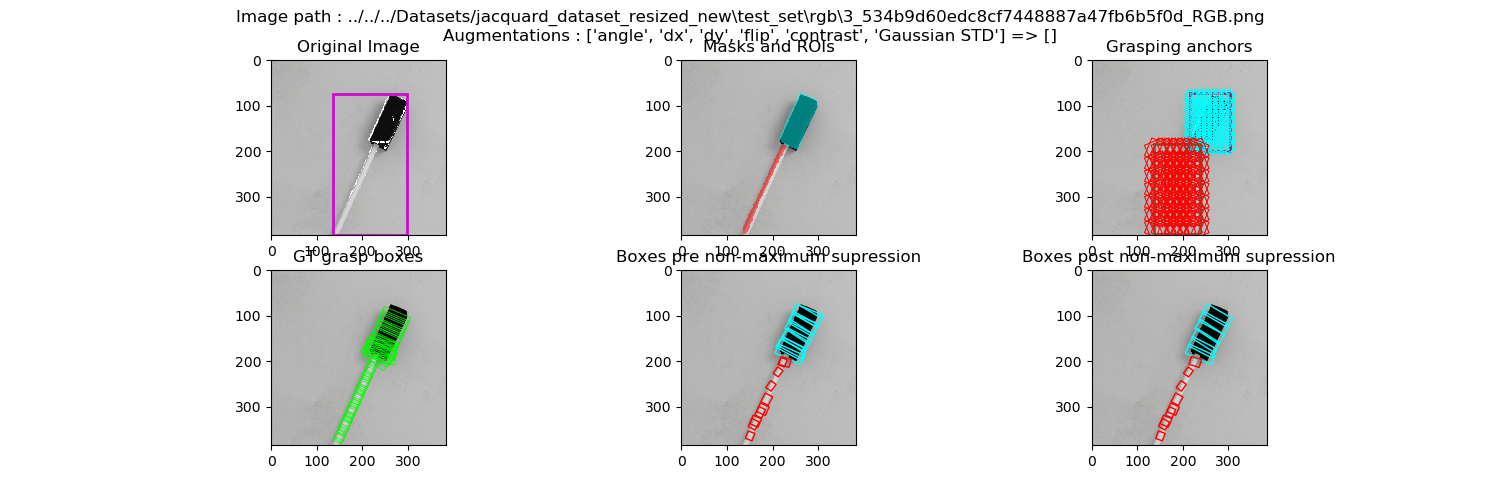 Image path : ../../../Datasets/jacquard_dataset_resized_new\test_set\rgb\3_534b9d60edc8cf7448887a47fb6b5f0d_RGB.png
Augmentations : ['angle', 'dx', 'dy', 'flip', 'contrast', 'Gaussian STD'] => []
Original Image
Masks and ROIs
Grasping anchors
0
100
200
300
0 100 200 300
0
100
200
300
0 100 200 300
0
100
200
300
0 100 200 300
GT grasp boxes
Boxes pre non-maximum supression
Boxes post non-maximum supression
0
100
200
300
0 100 200 300
0
100
200
300
0 100 200 300
0
100
200
300
0 100 200 300